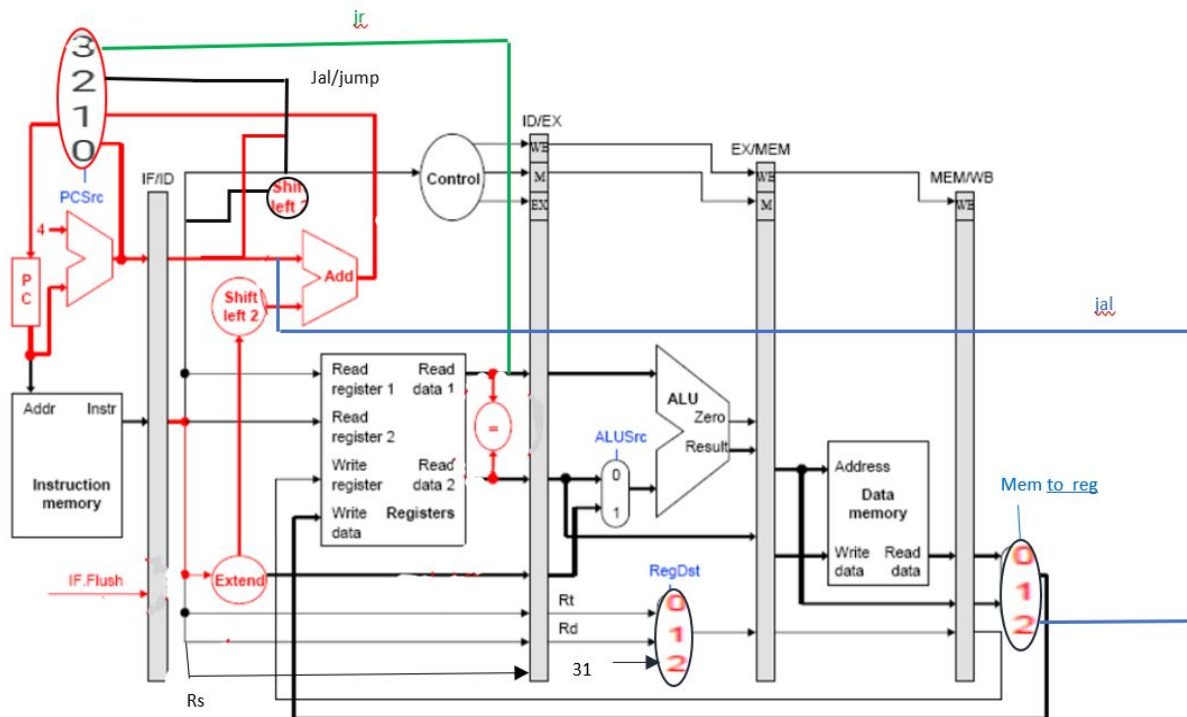 jr
3
2
1
0
Jal/jump
PCSrc
IF/ID
Shift
left 2
Control
ID/EX
WB
M
EX
EX/MEM
WB
M
MEM/WB
WB
4
P
C
Add
Shift
left 2
jal
Addr Instr
Instruction
memory
Read
register 1
Read
data 1
Read
register 2
Write
register
Read
data 2
Write
data
Registers
=
ALUSrc
0
1
ALU
Zero
Result
Address
Data
memory
Write
data
Read
data
Mem to_reg
0
1
2
IF.Flush
Extend
RegDst
Rt
Rd
0
1
2
31
Rs